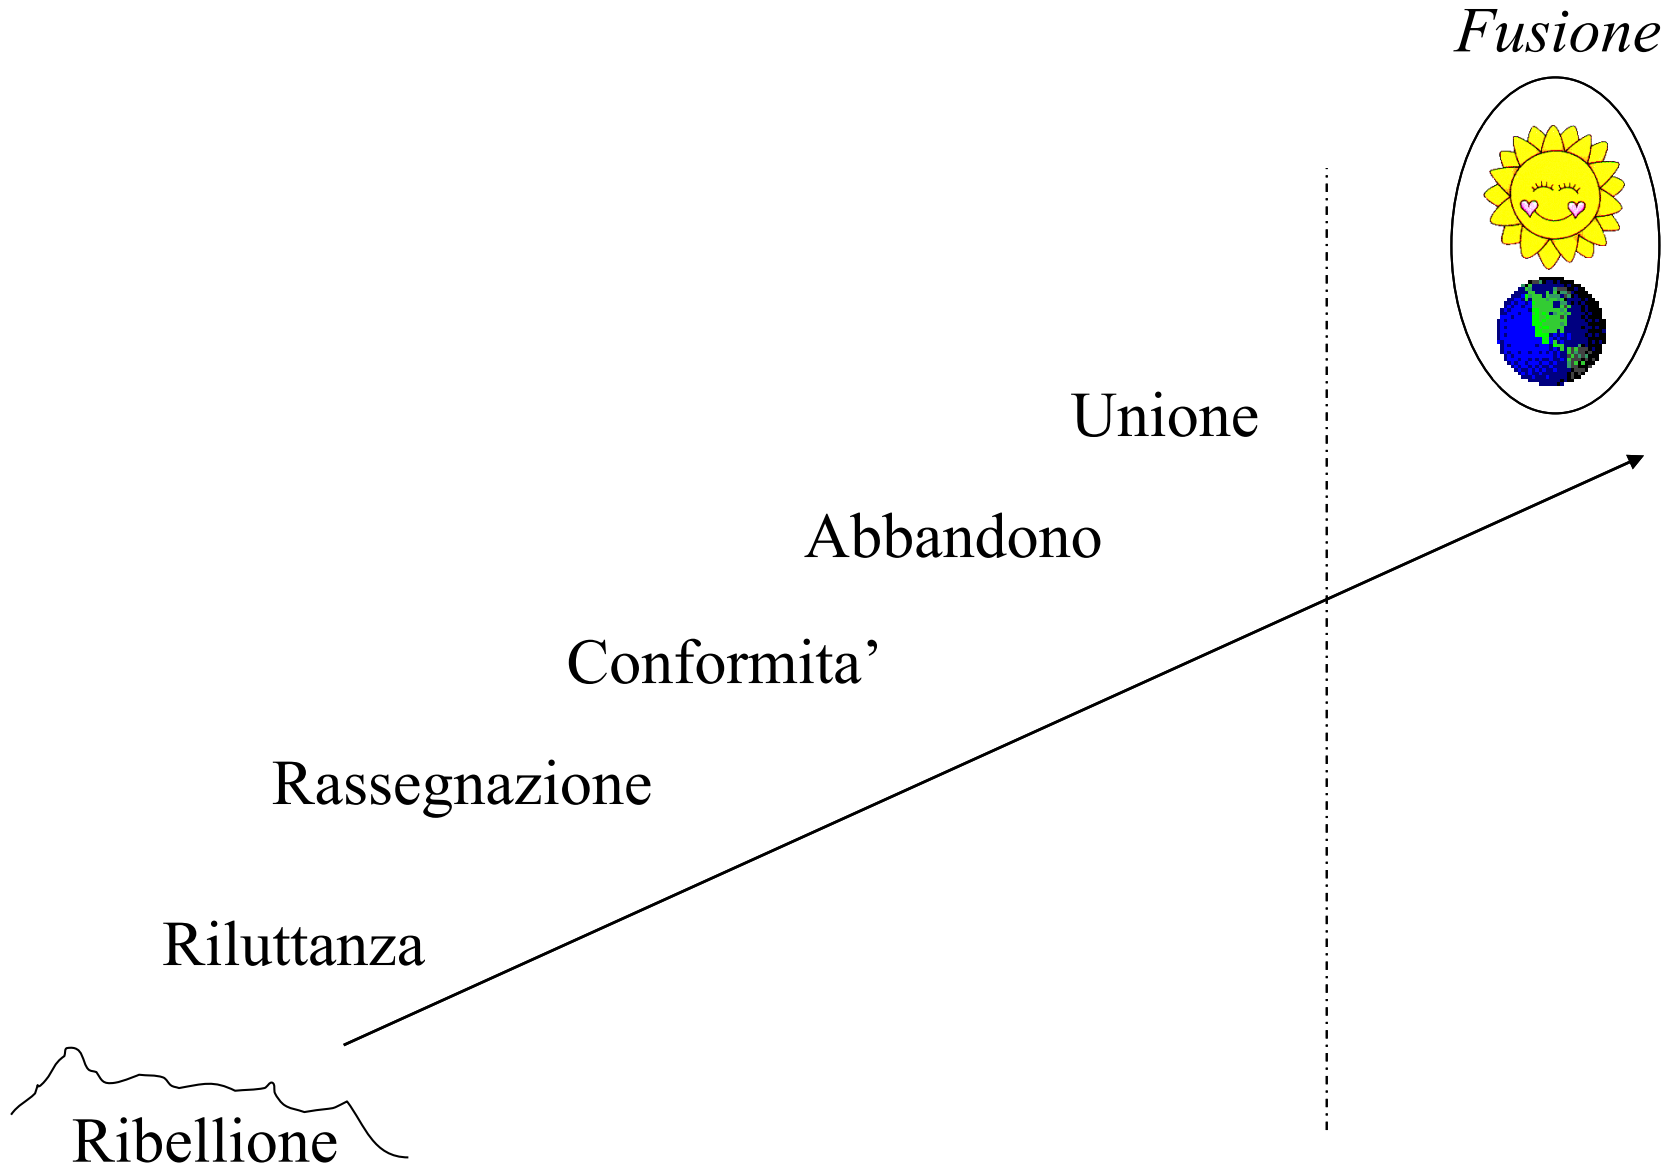 Fusione
Unione
Abbandono
Conformita’
Rassegnazione
Riluttanza
Ribellione